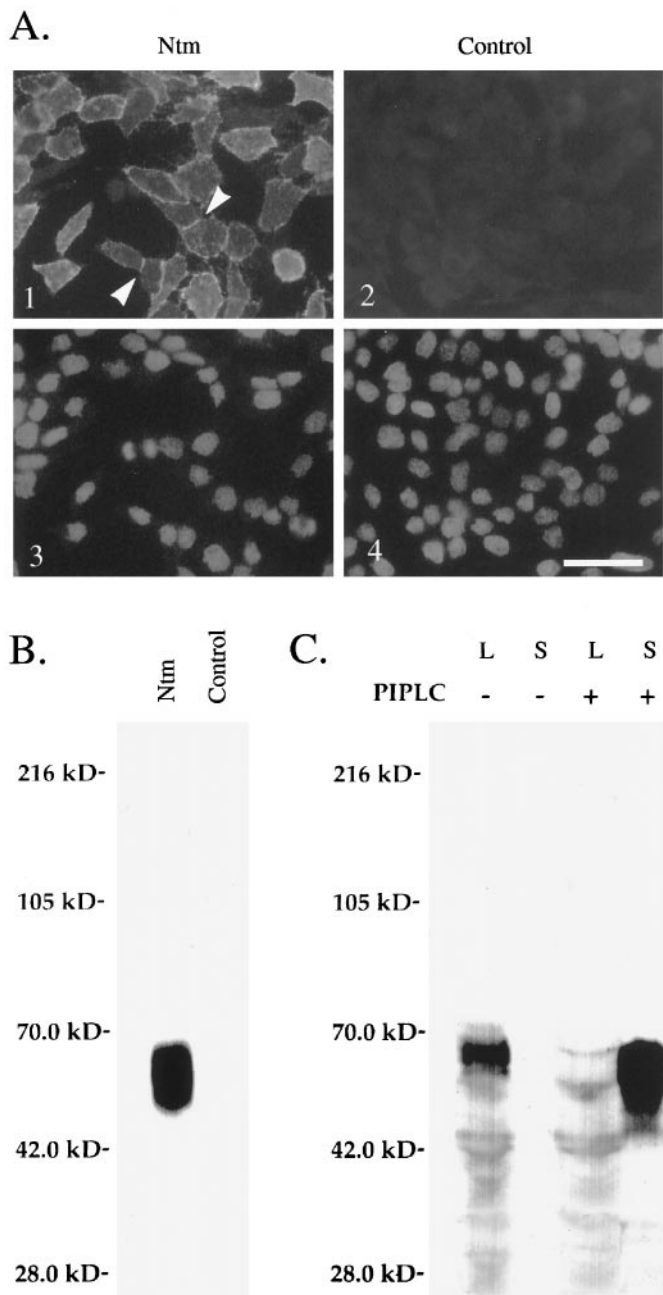 A.
Ntm Control
1 2
3 4
B. C.
Ntm Control
L S L S
PIPLC - - + +
216 kD- 216 kD-
105 kD- 105 kD-
70.0 kD- 70.0 kD-
42.0 kD- 42.0 kD-
28.0 kD- 28.0 kD-